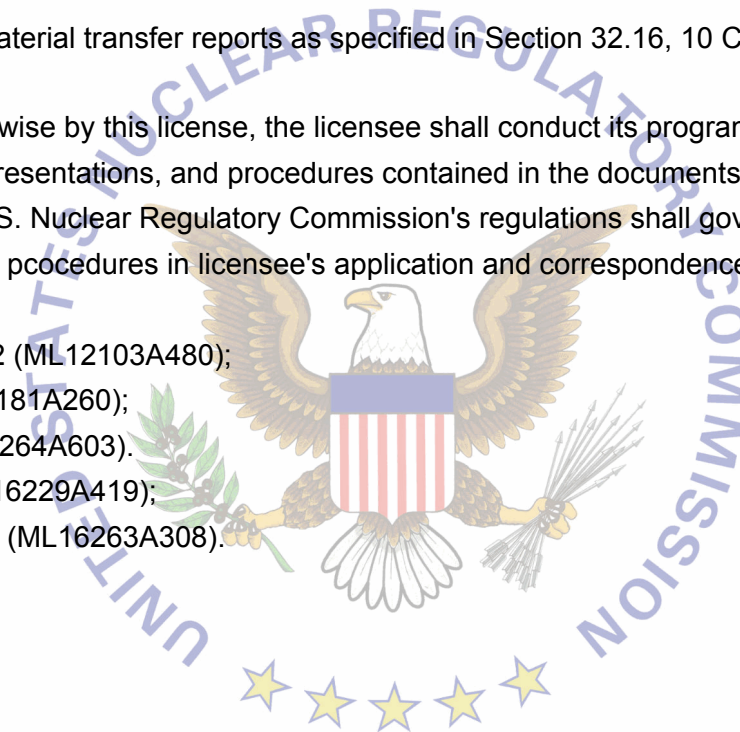 aterial transfer reports as specified in Section 32.16, 10 C
wise by this license, the licensee shall conduct its progra
resentations, and procedures contained in the documents
S. Nuclear Regulatory Commission's regulations shall gov
pcocedures in licensee's application and correspondence
2 (ML12103A480);
181A260);
264A603).
16229A419);
(ML16263A308).
UNITED STATES NUCLEAR REGULATORY COMMISSION